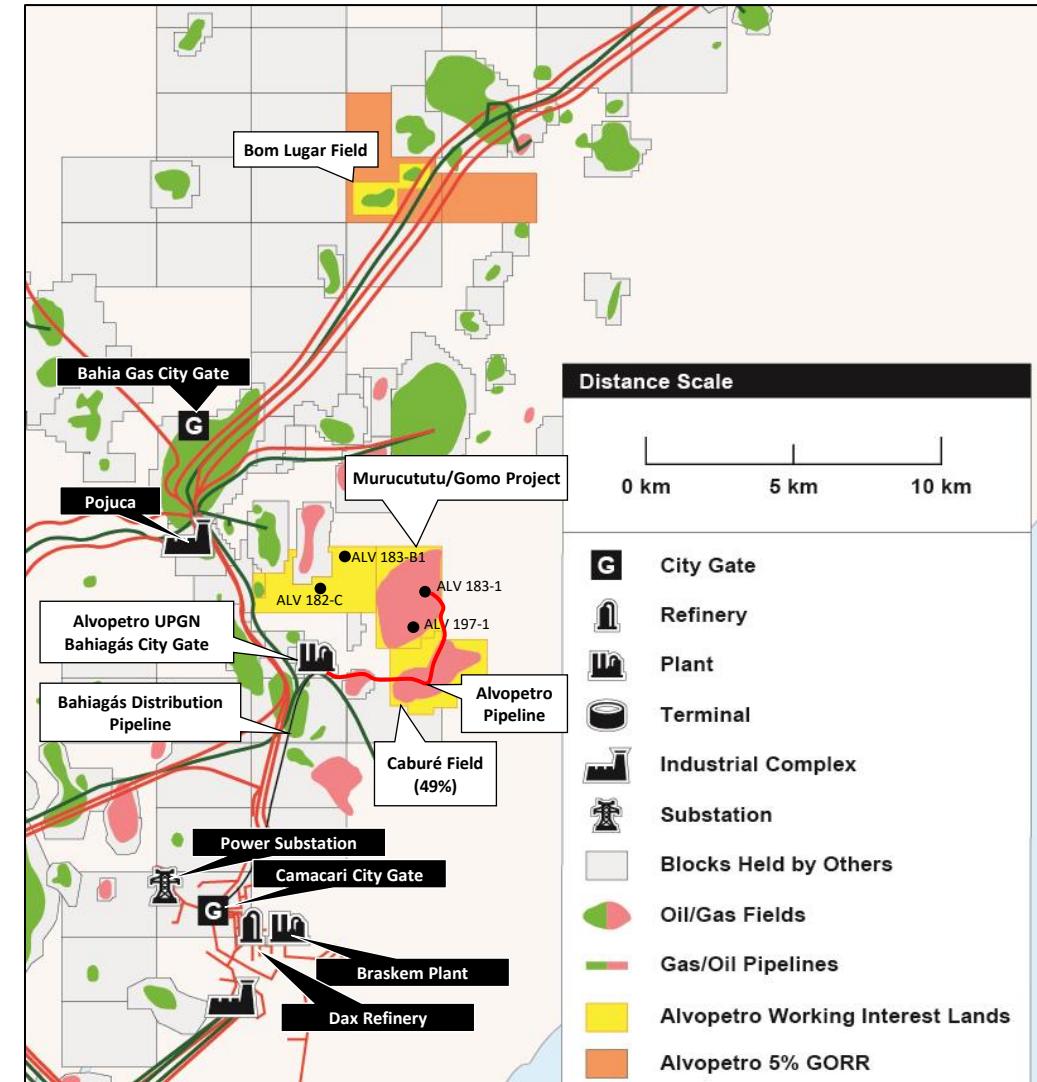 Bom Lugar Field
Bahia Gas City Gate
G
Pojuca
Murucututu/Gomo Project
ALV 183-B1
ALV 182-C
ALV 183-1
ALV 197-1
Alvopetro UPGN
Bahiagás City Gate
Bahiagás Distribution
Pipeline
Alvopetro
Pipeline
Caburé Field
(49%)
Power Substation
Camacari City Gate
G
Braskem Plant
Dax Refinery
Distance Scale
0 km
5 km
10 km
G
City Gate
Refinery
Plant
Terminal
Industrial Complex
Substation
Blocks Held by Others
Oil/Gas Fields
Gas/Oil Pipelines
Alvopetro Working Interest Lands
Alvopetro 5% GORR